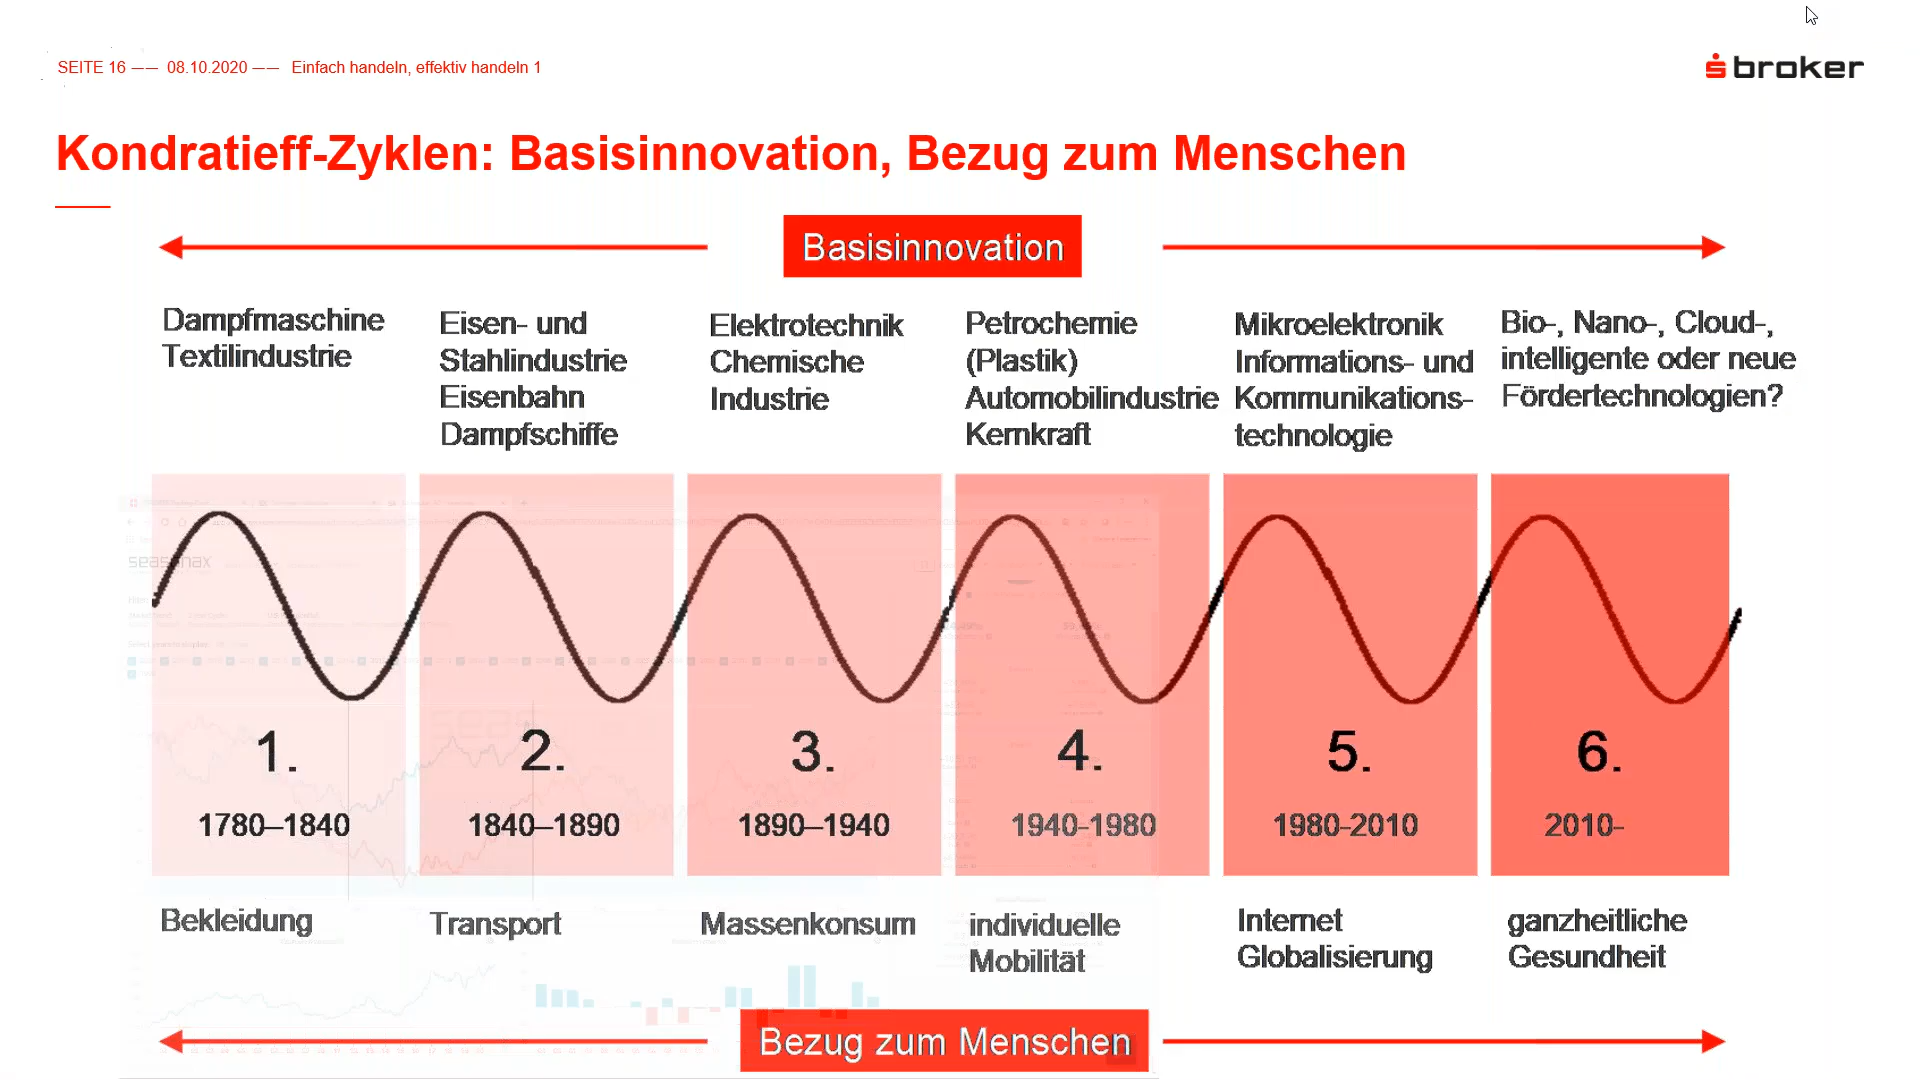 SEITE 16 —— 08.10.2020 —— Einfach handeln, effektiv handeln 1
broker
Kondratieff-Zyklen: Basisinnovation, Bezug zum Menschen
Basisinnovation
Dampfmaschine
Textilindustrie
Eisen- und
Stahlindustrie
Eisenbahn
Dampfschiffe
Elektrotechnik
Chemische
Industrie
Petrochemie
(Plastik)
Automobilindustrie
Kernkraft
Mikroelektronik
Informations- und
Kommunikations-
technologie
Bio-, Nano-, Cloud-,
intelligente oder neue
Fördertechnologien?
seasonax
1.
2.
3.
4.
5.
6.
1780–1840
1840–1890
1890–1940
1940-1980
1980-2010
2010-
Bekleidung
Transport
Massenkonsum
individuelle
Mobilität
Internet
Globalisierung
ganzheitliche
Gesundheit
Bezug zum Menschen